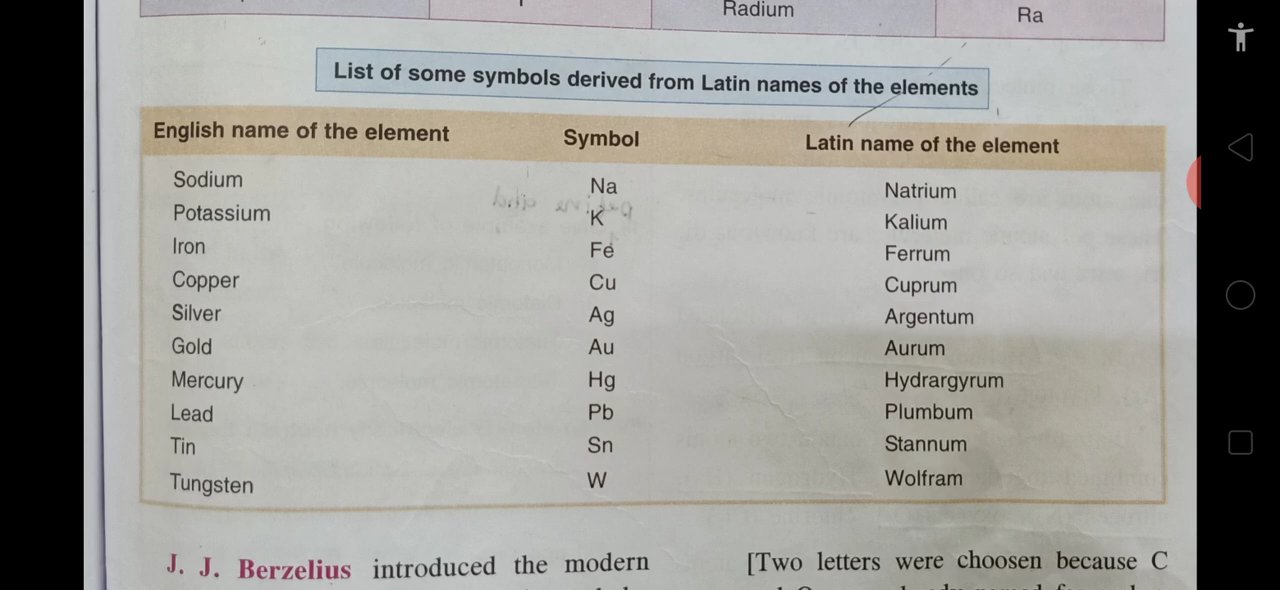 Radium Ra
List of some symbols derived from Latin names of the elements
English name of the element Symbol Latin name of the element
Sodium Na Natrium
Potassium K Kalium
Iron Fe Ferrum
Copper Cu Cuprum
Silver Ag Argentum
Gold Au Aurum
Mercury Hg Hydrargyrum
Lead Pb Plumbum
Tin Sn Stannum
Tungsten W Wolfram
J. J. Berzelius introduced the modern
[Two letters were choosen because C